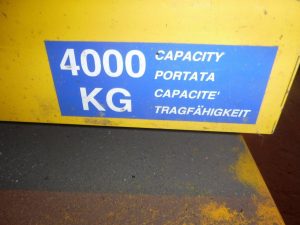 4000
KG
CAPACITY
PORTATA
CAPACITE'
TRAGFÄHIGKEIT